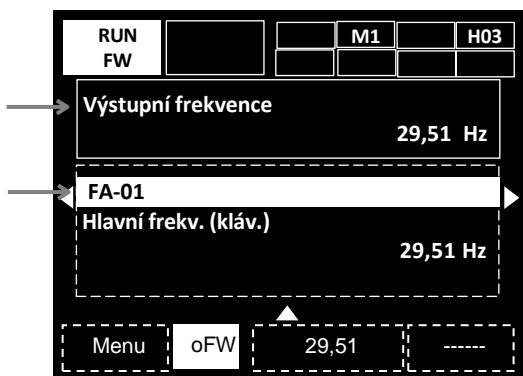 RUN
FW
M1
H03
Výstupní frekvence
29,51 Hz
FA-01
Hlavní frekv. (kláv.)
29,51 Hz
Menu
oFW
29,51
------